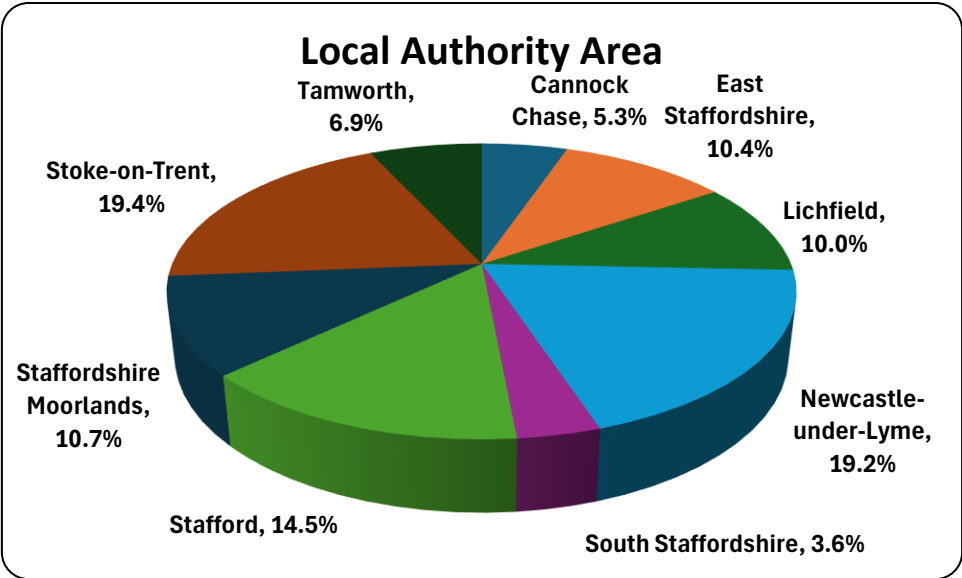 Local Authority Area
Tamworth,
6.9%
Cannock
Chase, 5.3%
East
Staffordshire,
10.4%
Stoke-on-Trent,
19.4%
Lichfield,
10.0%
Staffordshire
Moorlands,
10.7%
Newcastle-
under-Lyme,
19.2%
Stafford, 14.5%
South Staffordshire, 3.6%